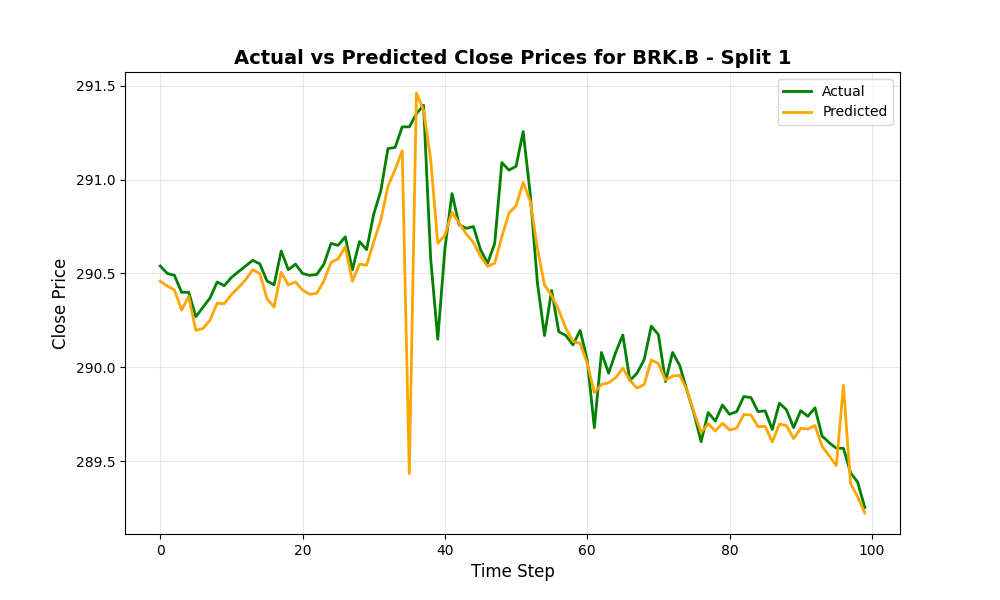 Actual vs Predicted Close Prices for BRK.B - Split 1
Actual
Predicted
291.5
291.0
290.5
290.0
289.5
Close Price
0
20
40
60
80
100
Time Step